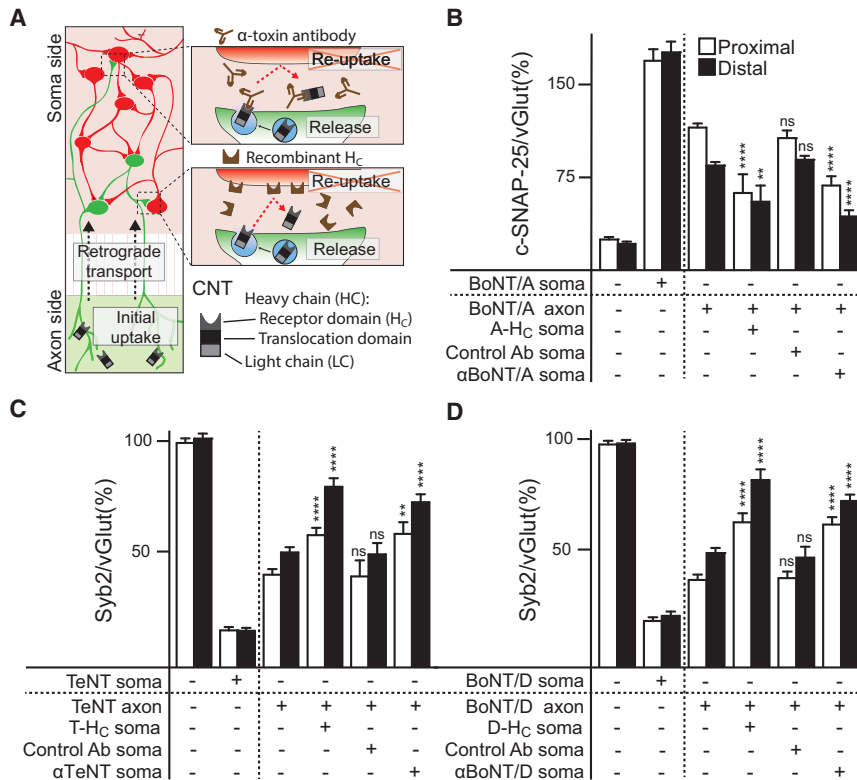 A
Soma side
Axon side
α-toxin antibody
Re-uptake
Release
Recombinant HC
Re-uptake
Release
Retrograde
transport
Initial
uptake
CNT
Heavy chain (HC):
Receptor domain (HC)
Translocation domain
Light chain (LC)
B
c-SNAP-25/vGlut(%)
150
75
Proximal
Distal
**** ** ns ns **** ****
BoNT/A soma - + - - - -
BoNT/A axon - - + + + +
A-HC soma - - - + - -
Control Ab soma - - - - + -
αBoNT/A soma - - - - - +
C
Syb2/vGlut(%)
100
50
**** **** ns ns ** ****
TeNT soma - + - - - -
TeNT axon - - + + + +
T-HC soma - - - + - -
Control Ab soma - - - - + -
αTeNT soma - - - - - +
D
Syb2/vGlut(%)
100
50
**** **** ns ns **** ****
BoNT/D soma - + - - - -
BoNT/D axon - - + + + +
D-HC soma - - - + - -
Control Ab soma - - - - + -
αBoNT/D soma - - - - - +